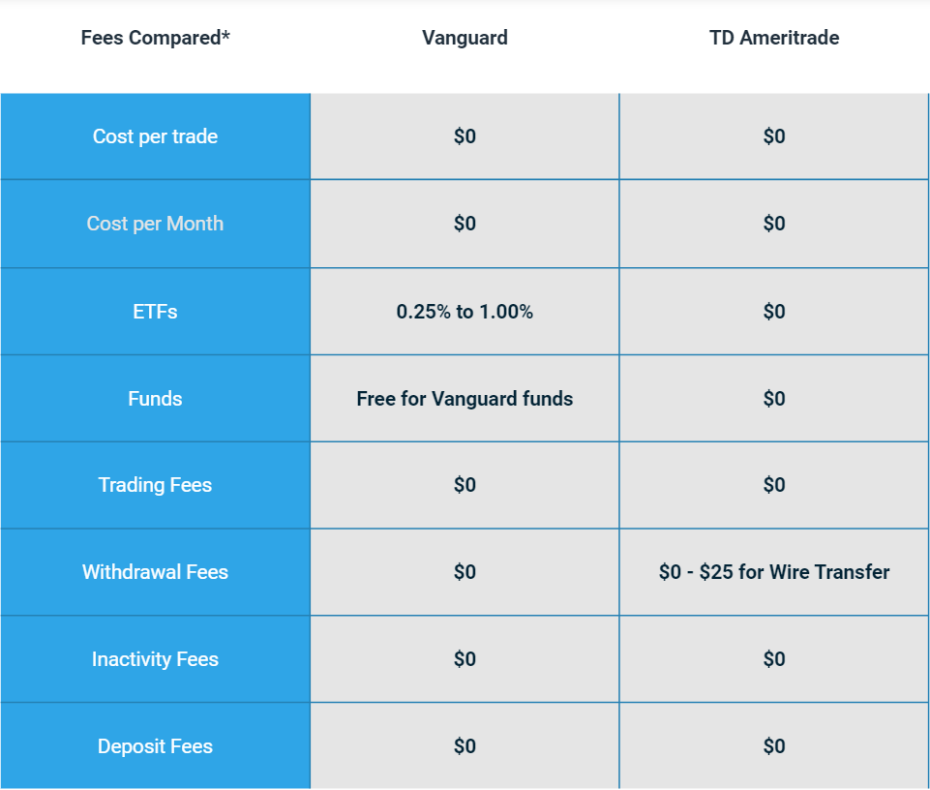 Fees Compared* Vanguard TD Ameritrade
Cost per trade $0 $0
Cost per Month $0 $0
ETFs 0.25% to 1.00% $0
Funds Free for Vanguard funds $0
Trading Fees $0 $0
Withdrawal Fees $0 $0 - $25 for Wire Transfer
Inactivity Fees $0 $0
Deposit Fees $0 $0